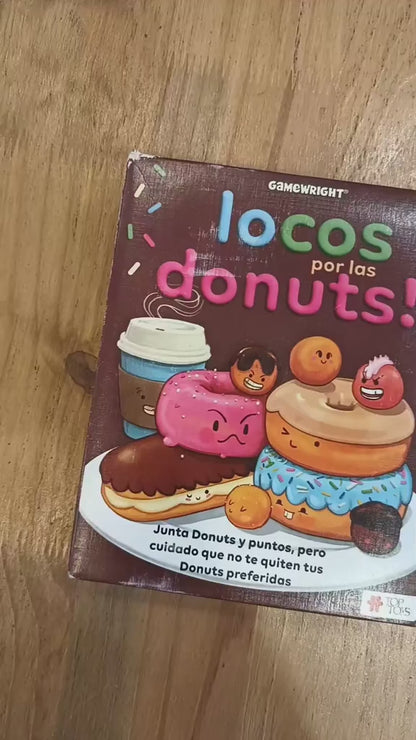 GAMEWRIGHT®
locos
por las
donuts!
Junta Donuts y puntos, pero
cuidado que no te quiten tus
Donuts preferidas
TOP
TOYS